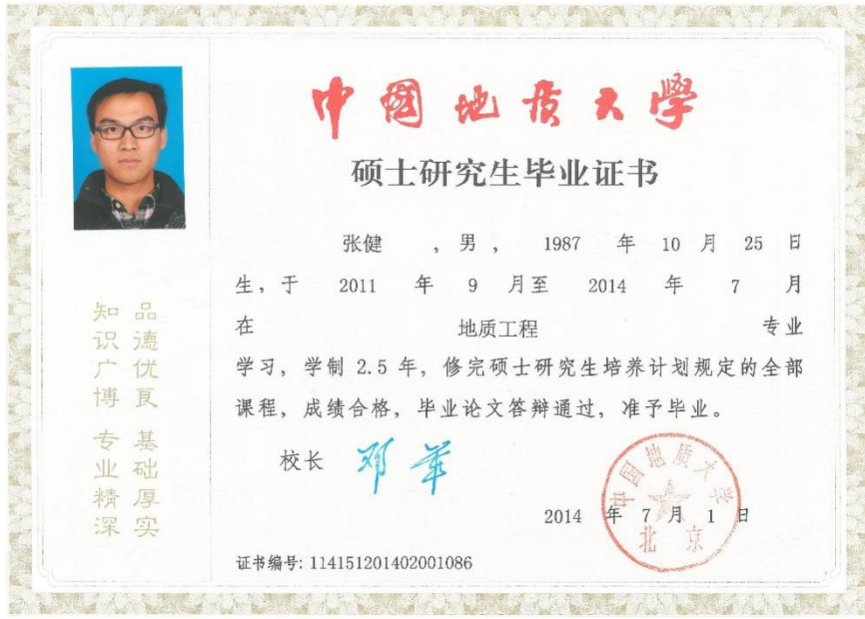 中國地质大學
硕士研究生毕业证书
张健 ,男, 1987 年 10 月 25 日
生,于 2011 年 9 月至 2014 年 7 月
在 地质工程 专业
学习,学制 2.5 年,修完硕士研究生培养计划规定的全部
课程,成绩合格,毕业论文答辩通过,准予毕业。
校长 邓军
2014 年 7 月 1 日
中国地质大学
北京
证书编号: 114151201402001086
品德优良 基础厚实
知识广博 专业精深